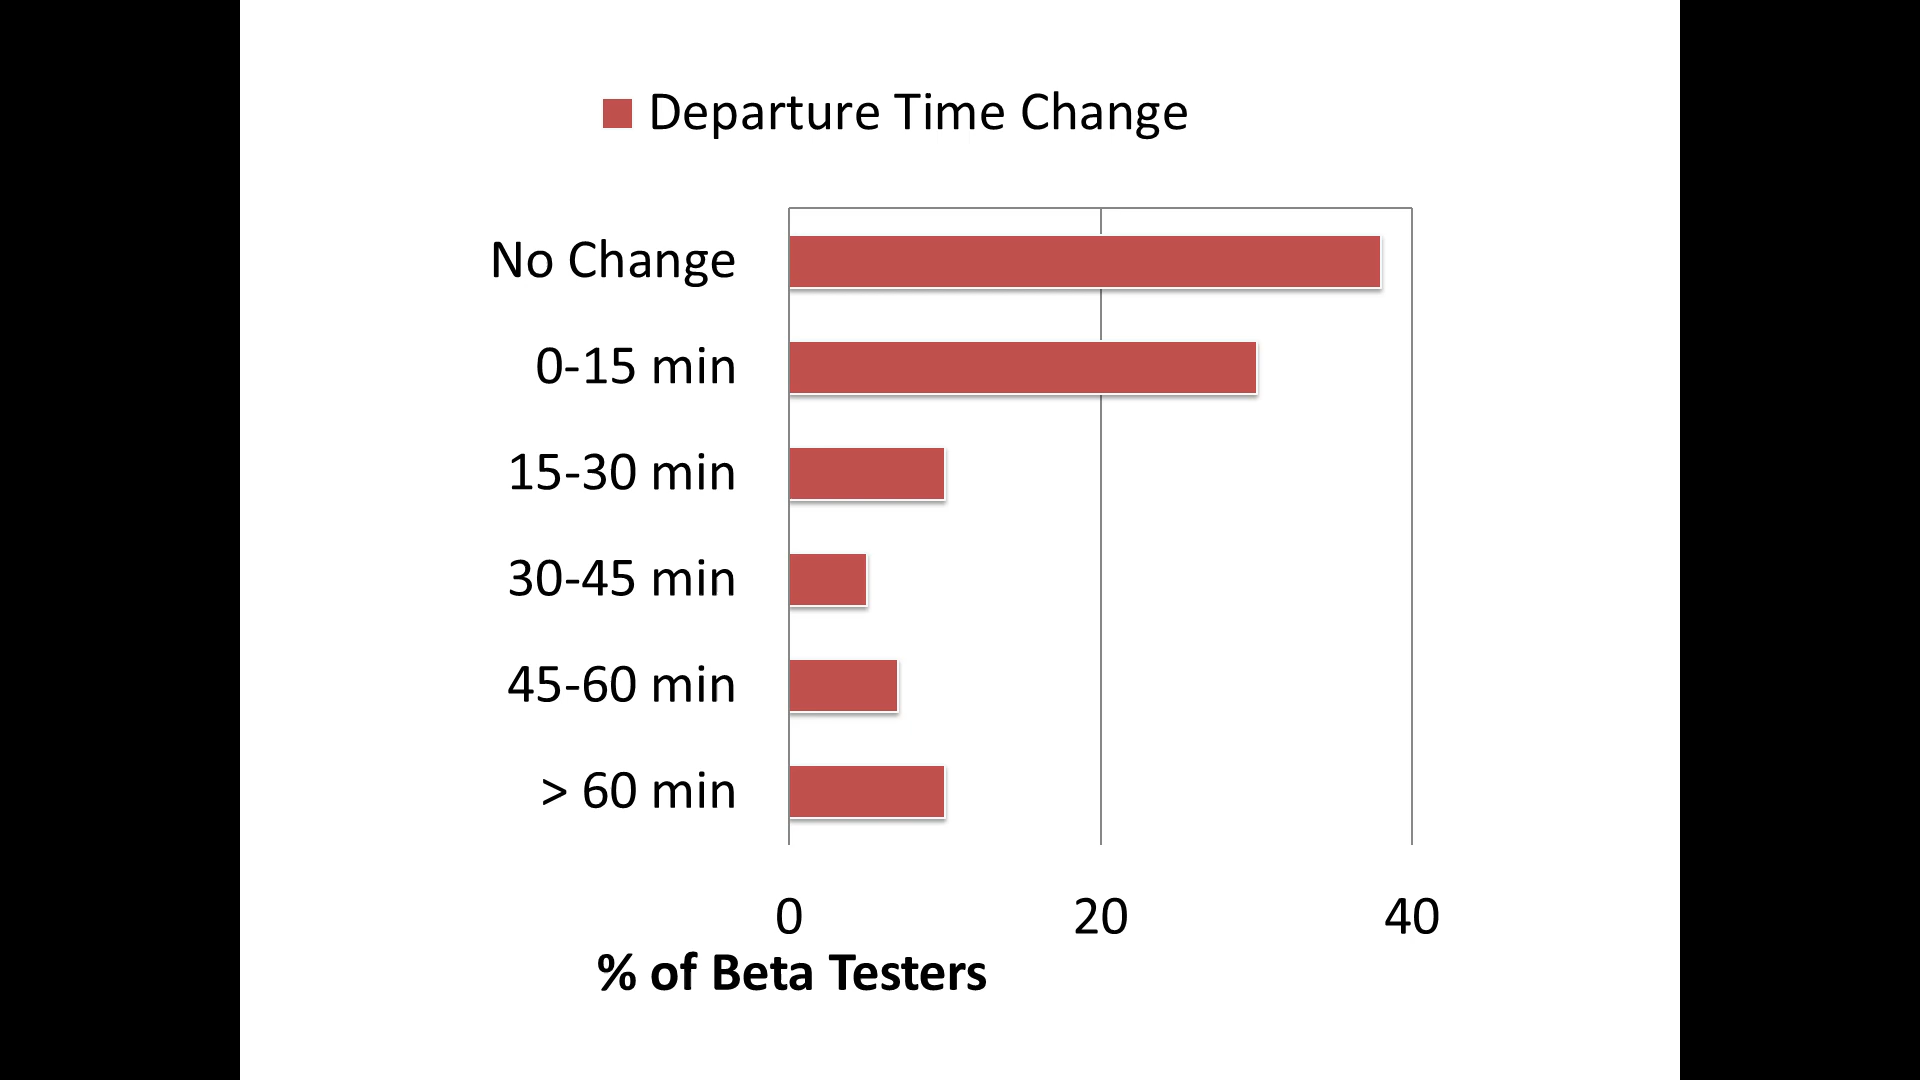 Departure Time Change
No Change
0-15 min
15-30 min
30-45 min
45-60 min
> 60 min
0 20 40
% of Beta Testers